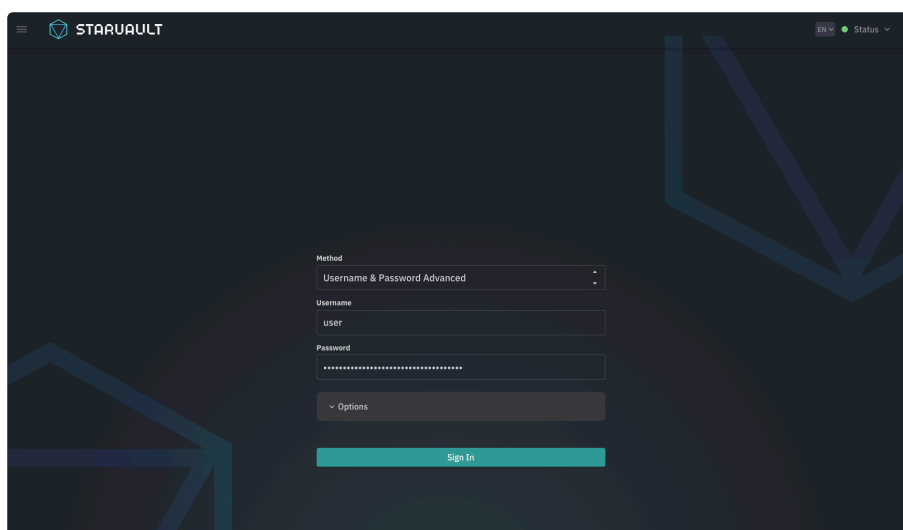 STARVAULT
EN
Status
Method
Username & Password Advanced
Username
user
Password
••••••••••••••••••••••••••••••••••••
Options
Sign In